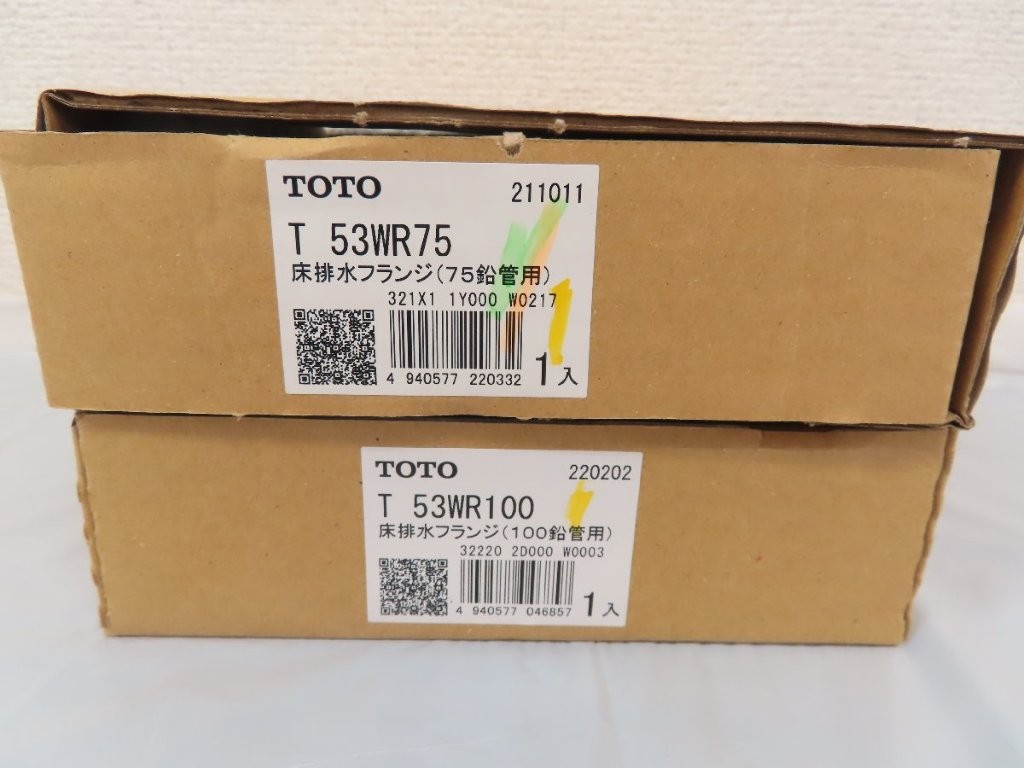 TOTO 211011
T 53WR75
床排水フランジ(75鉛管用)
321X1 1Y000 W0217
4 940577 220332 1入
TOTO 220202
T 53WR100
床排水フランジ(100鉛管用)
32220 2D000 W0003
4 940577 046857 1入